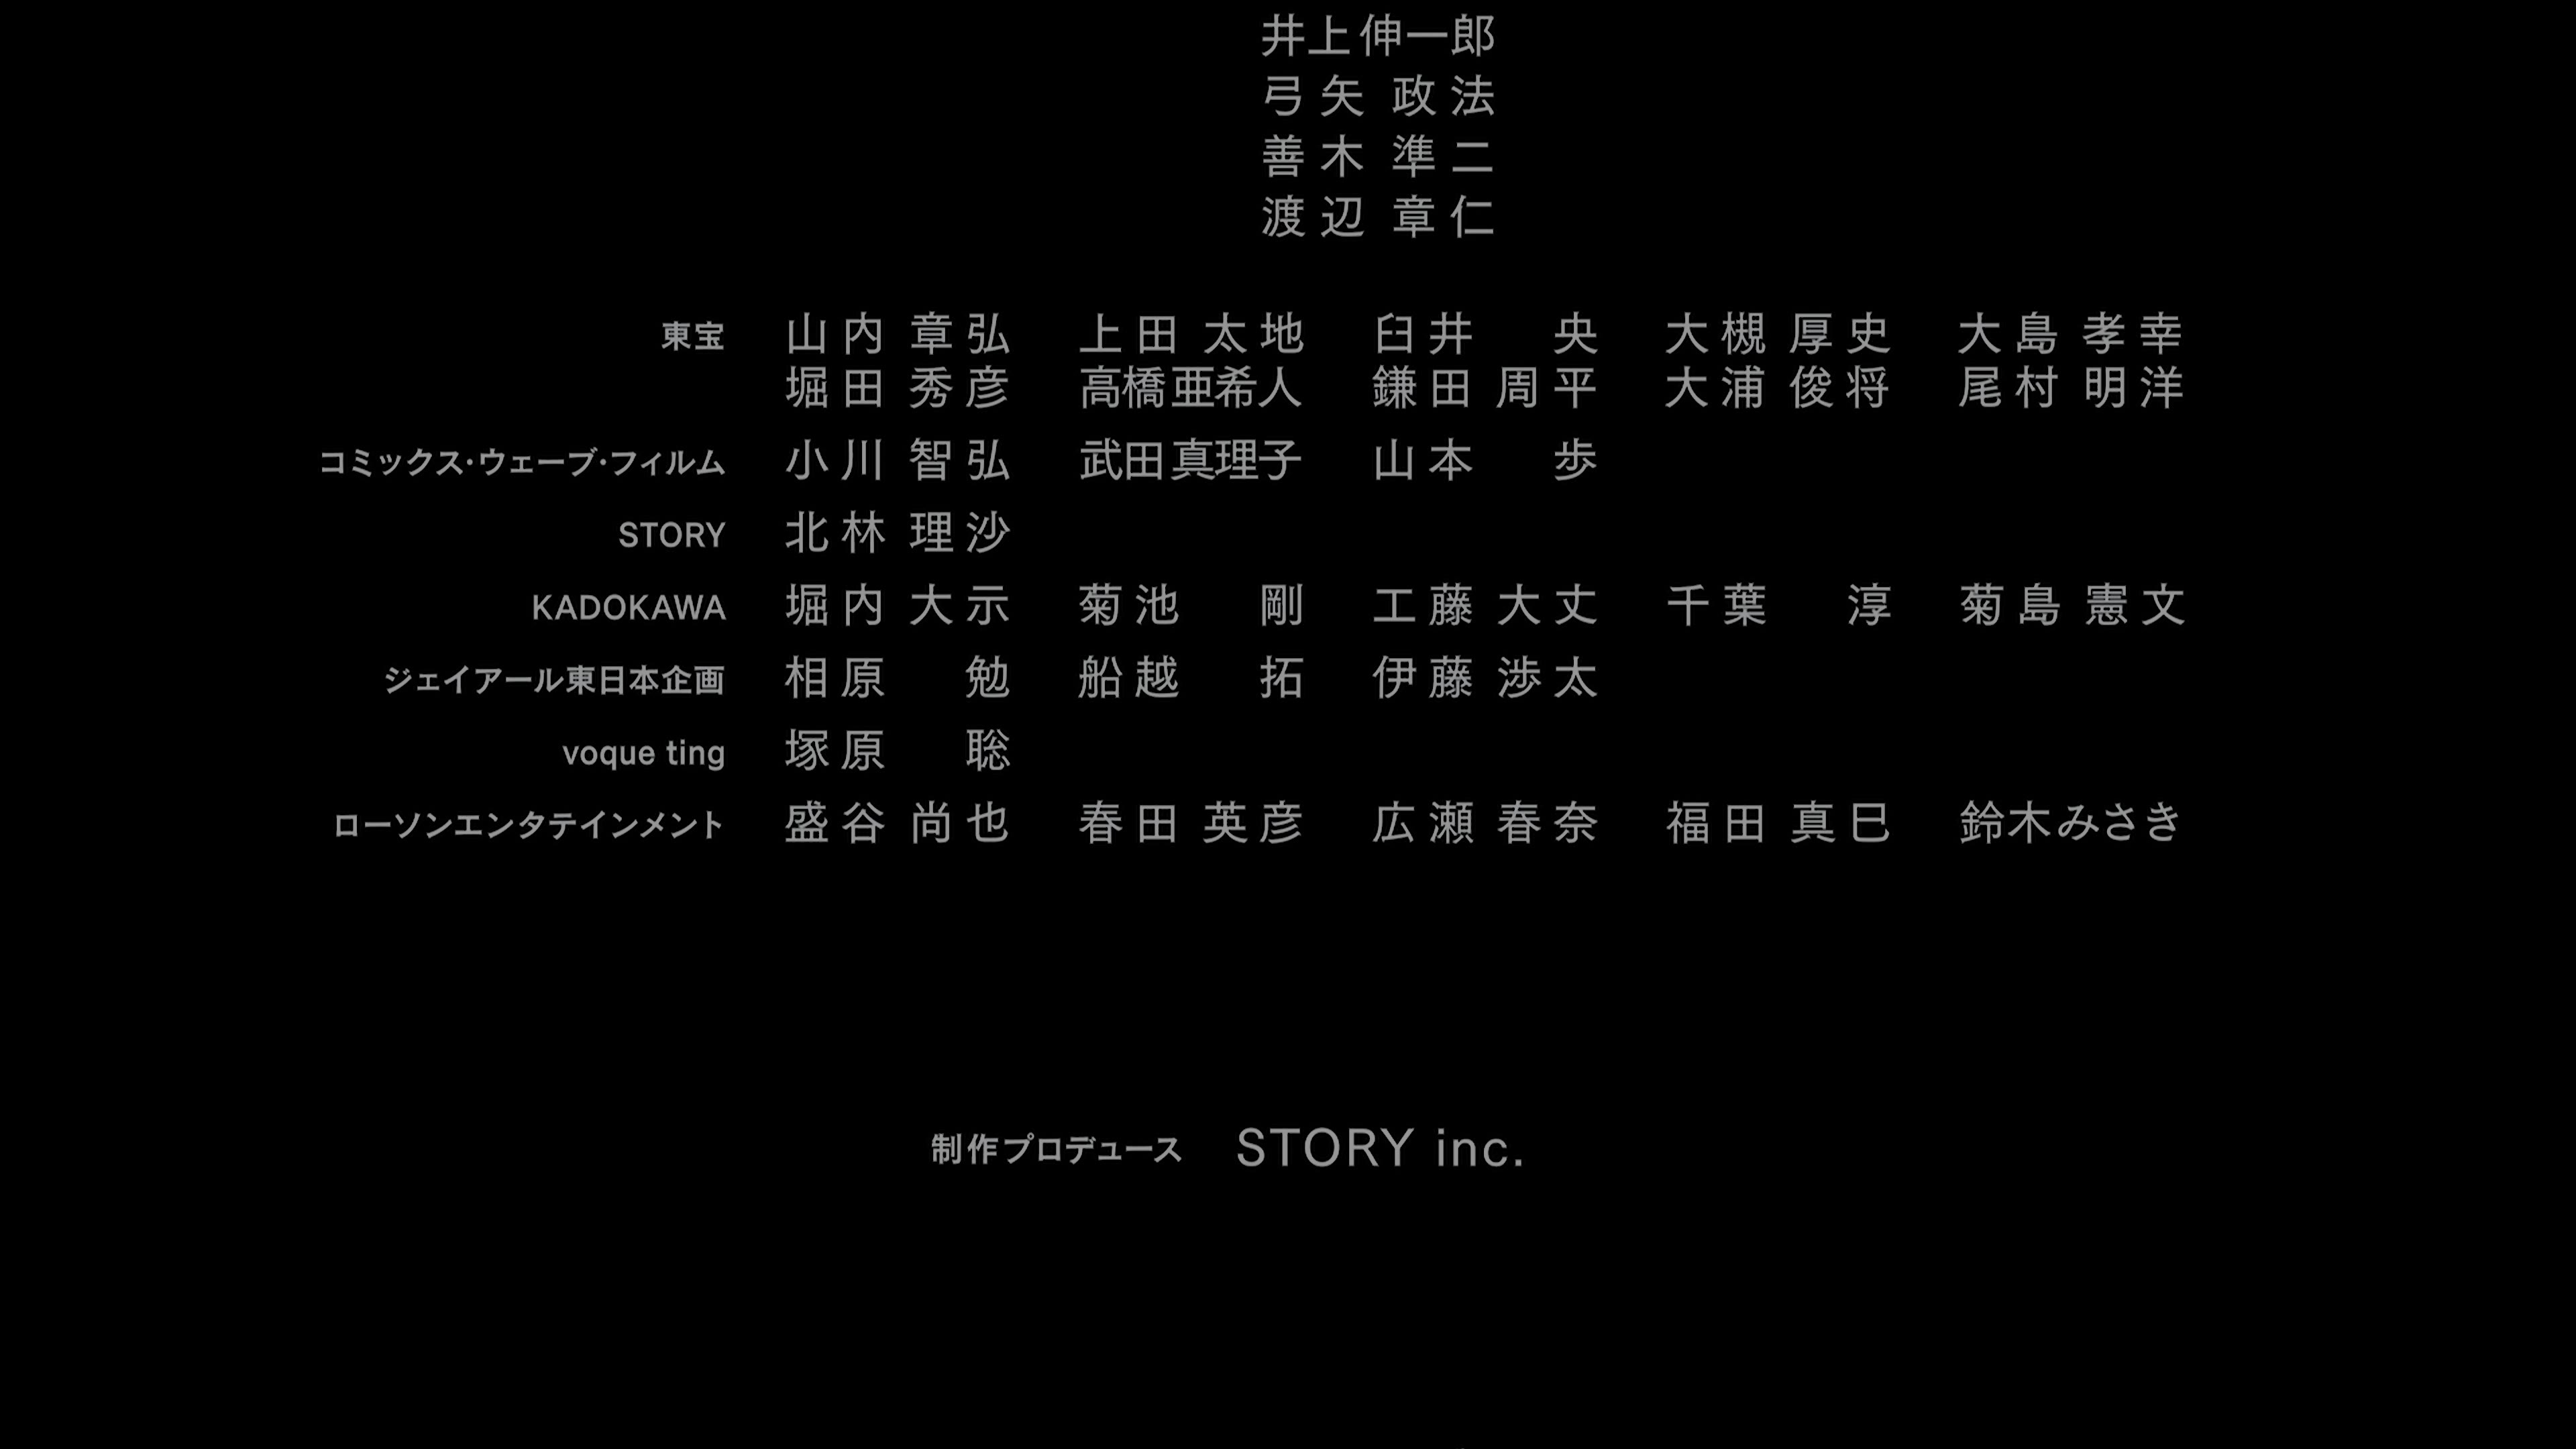 井上伸一郎
弓矢 政法
善木 準二
渡辺 章仁
東宝 山内 章弘 上田 太地 臼井 央 大槻 厚史 大島 孝幸
堀田 秀彦 高橋亜希人 鎌田 周平 大浦 俊将 尾村 明洋
コミックス・ウェーブ・フィルム 小川 智弘 武田真理子 山本 歩
STORY 北林 理沙
KADOKAWA 堀内 大示 菊池 剛 工藤 大丈 千葉 淳 菊島 憲文
ジェイアール東日本企画 相原 勉 船越 拓 伊藤 渉太
voque ting 塚原 聡
ローソンエンタテインメント 盛谷 尚也 春田 英彦 広瀬 春奈 福田 真巳 鈴木みさき
制作プロデュース STORY inc.